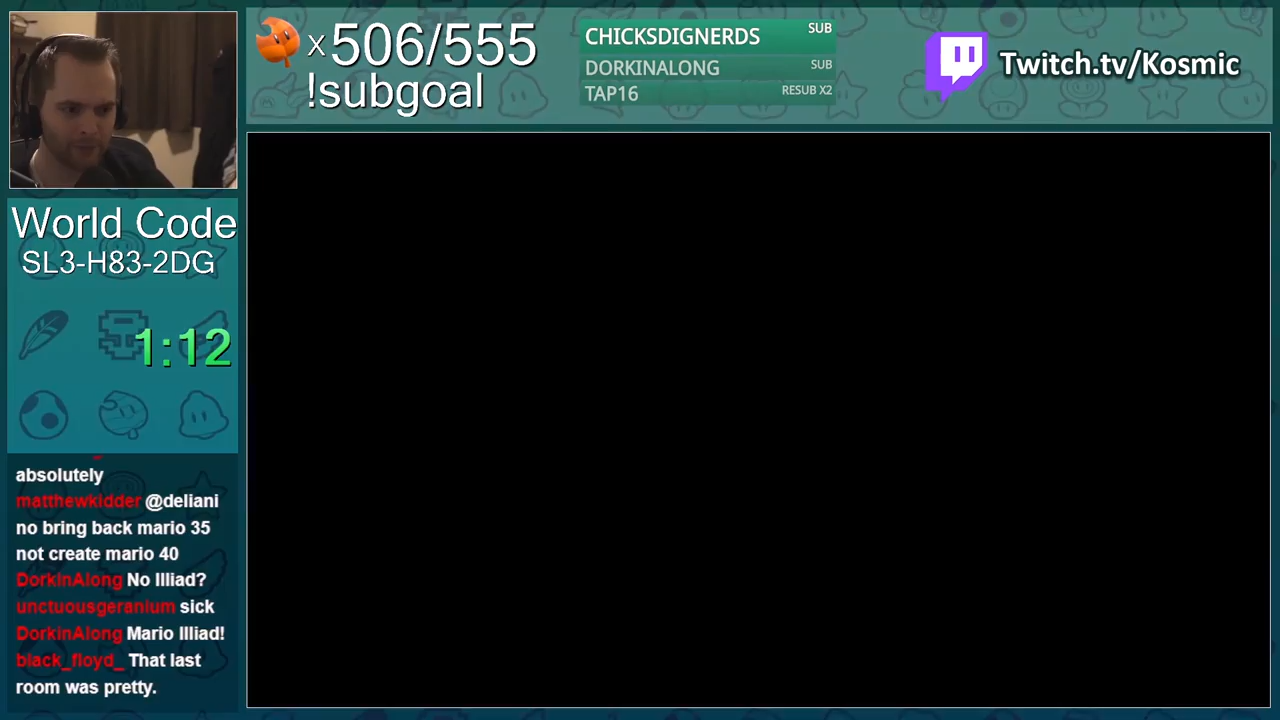 x506/555
!subgoal
CHICKSDIGNERDS SUB
DORKINALONG SUB
TAP16 RESUB X2
Twitch.tv/Kosmic
World Code
SL3-H83-2DG
1:12
absolutely
matthewkidder @deliani
no bring back mario 35
not create mario 40
DorkinAlong No Illiad?
unctuousgeranium sick
DorkinAlong Mario Illiad!
black_floyd_ That last
room was pretty.